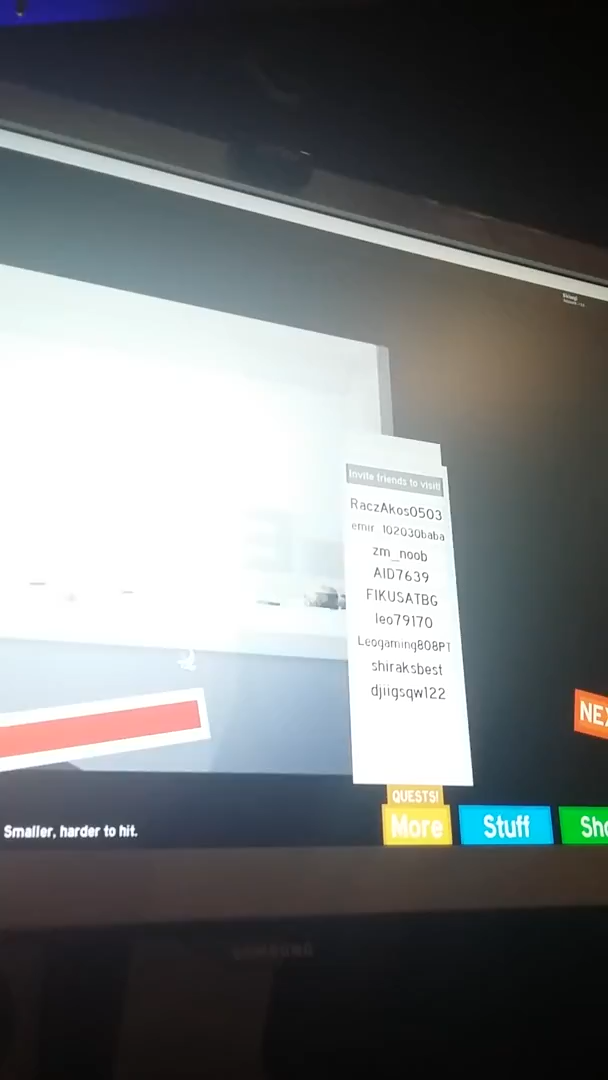 Invite friends to visit!
RaczAkos0503
emir_102030baba
zm_noob
AID7639
FIKUSATBG
leo79170
Leogaming808PT
shiraksbest
djiigsqw122
QUESTS!
More
Stuff
Smaller, harder to hit.
SAMSUNG